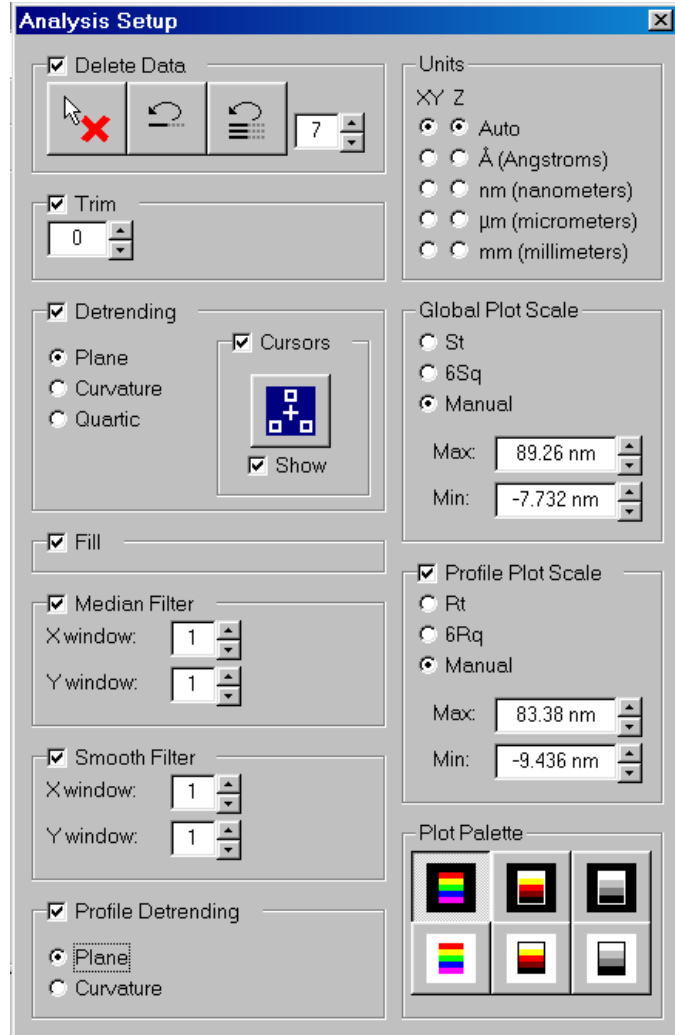 Analysis Setup
Delete Data
7
Trim
0
Detrending
Plane
Curvature
Quartic
Cursors
Show
Fill
Median Filter
X window: 1
Y window: 1
Smooth Filter
X window: 1
Y window: 1
Profile Detrending
Plane
Curvature
Units
XY Z
Auto
Å (Angstroms)
nm (nanometers)
µm (micrometers)
mm (millimeters)
Global Plot Scale
St
6Sq
Manual
Max: 89.26 nm
Min: -7.732 nm
Profile Plot Scale
Rt
6Rq
Manual
Max: 83.38 nm
Min: -9.436 nm
Plot Palette